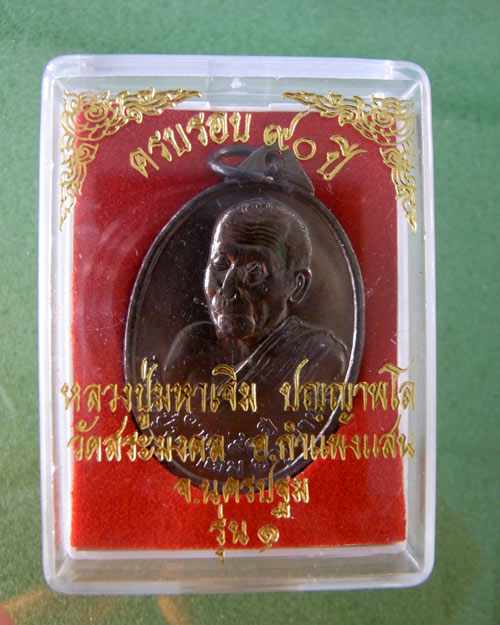 ครบรอบ ๙๐ ปี
หลวงปู่มหาเจิม ปญฺญาพโล
วัดสระมงคล อ.กำแพงแสน
จ.นครปฐม
รุ่น ๑